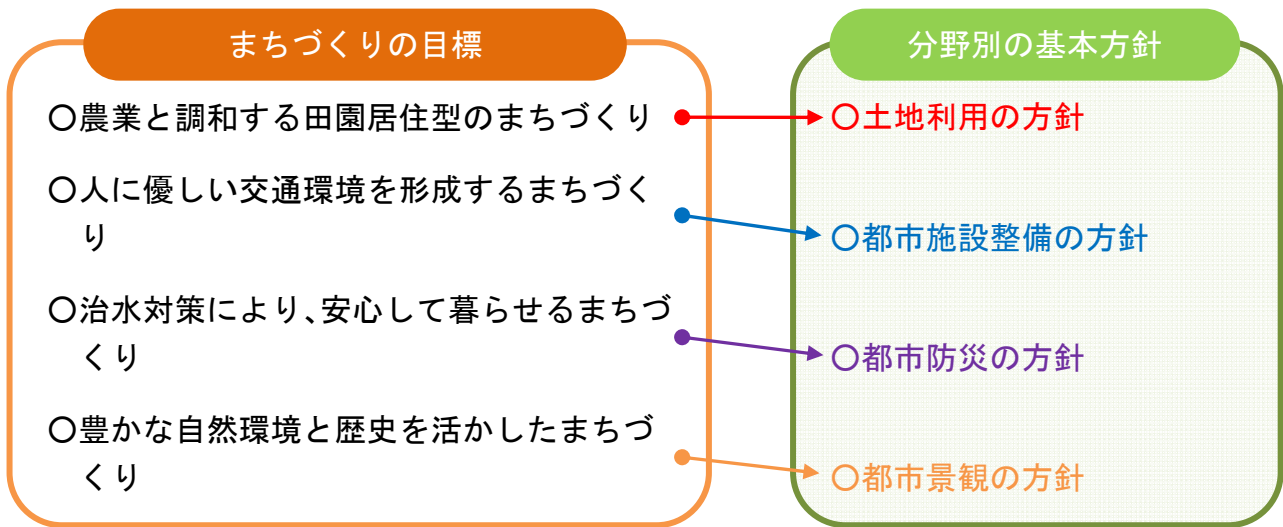 まちづくりの目標
〇農業と調和する田園居住型のまちづくり
〇人に優しい交通環境を形成するまちづく
り
〇治水対策により、安心して暮らせるまちづ
くり
〇豊かな自然環境と歴史を活かしたまちづ
くり
分野別の基本方針
〇土地利用の方針
〇都市施設整備の方針
〇都市防災の方針
〇都市景観の方針